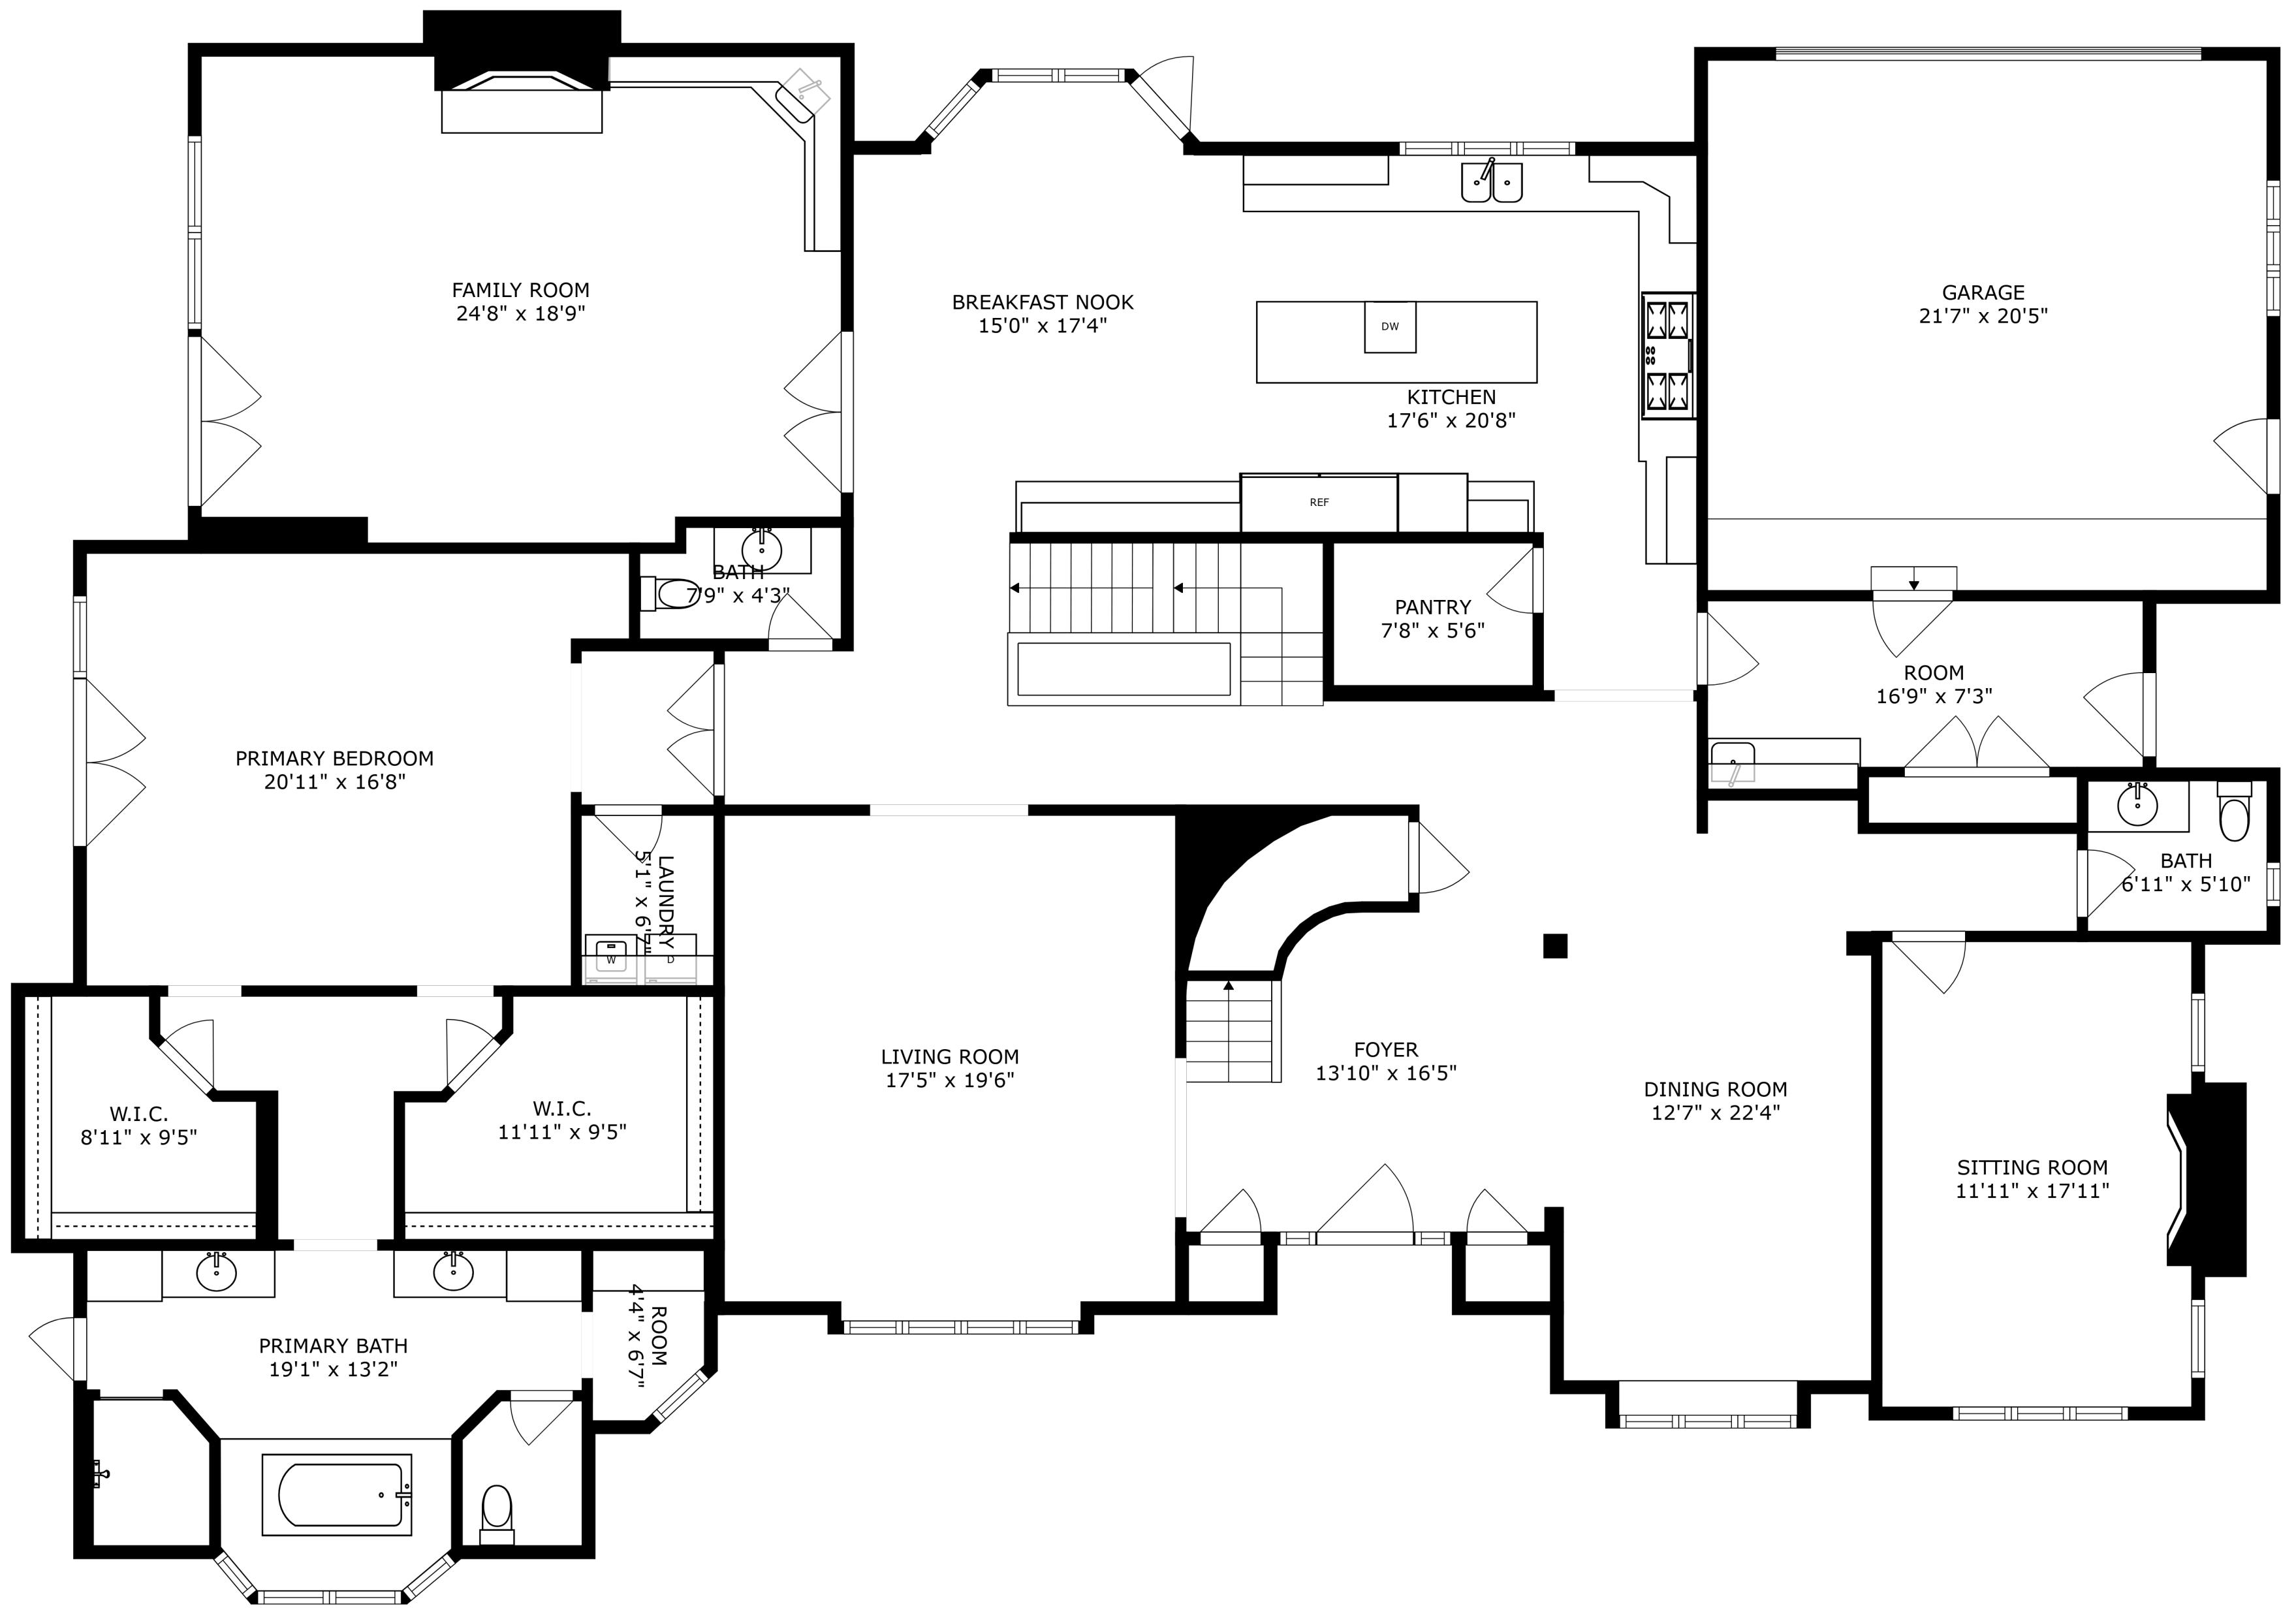 FAMILY ROOM
24'8" x 18'9"
BREAKFAST NOOK
15'0" x 17'4"
DW
KITCHEN
17'6" x 20'8"
GARAGE
21'7" x 20'5"
REF
BATH
7'9" x 4'3"
PANTRY
7'8" x 5'6"
ROOM
16'9" x 7'3"
PRIMARY BEDROOM
20'11" x 16'8"
LAUNDRY
5'1" x 6'7"
W
D
BATH
6'11" x 5'10"
LIVING ROOM
17'5" x 19'6"
FOYER
13'10" x 16'5"
DINING ROOM
12'7" x 22'4"
W.I.C.
8'11" x 9'5"
W.I.C.
11'11" x 9'5"
SITTING ROOM
11'11" x 17'11"
PRIMARY BATH
19'1" x 13'2"
ROOM
4'4" x 6'7"